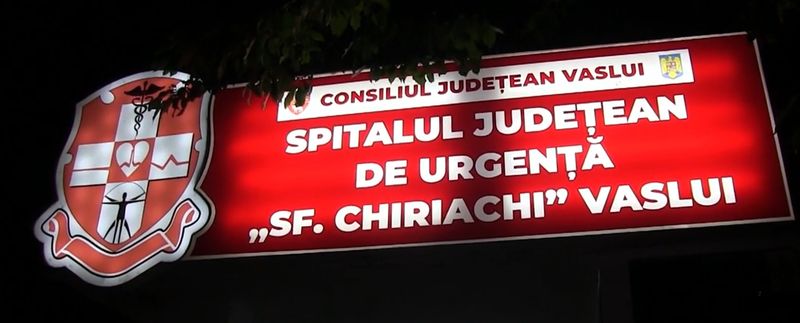 CONSILIUL JUDEȚEAN VASLUI
SPITALUL JUDEȚEAN
DE URGENȚĂ
„SF. CHIRIACHI” VASLUI